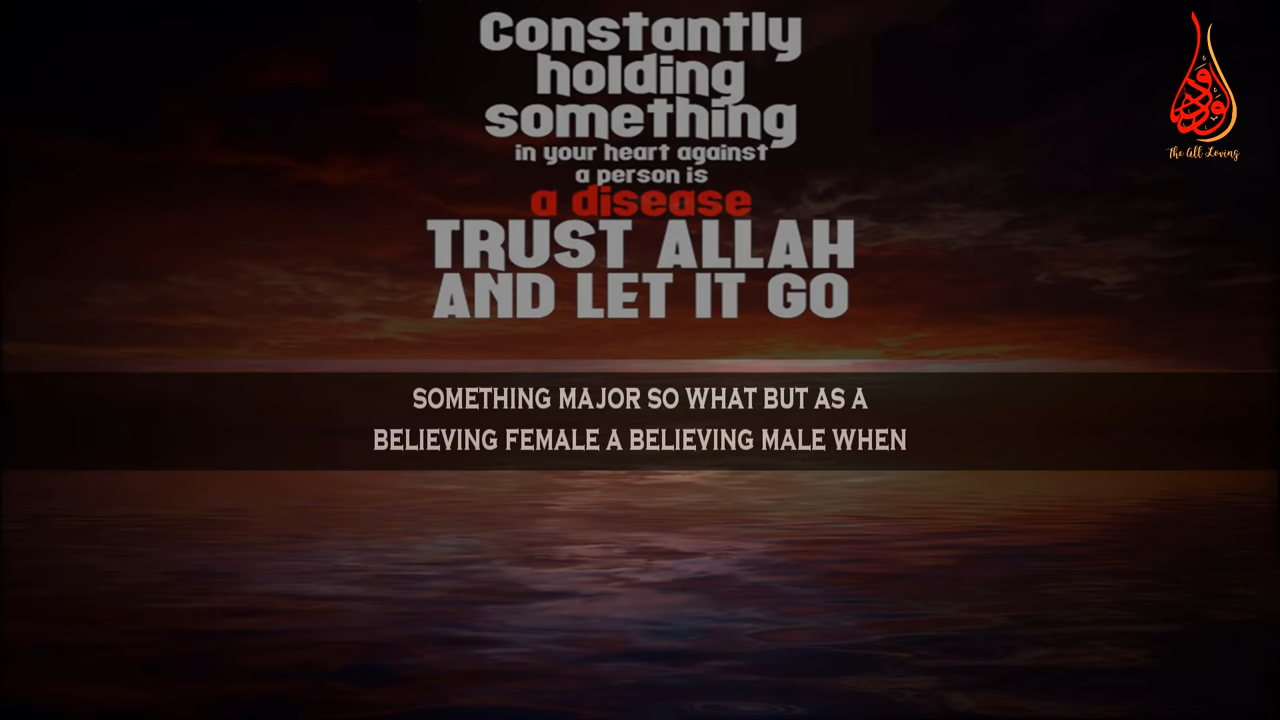 Constantly
holding
something
in your heart against
a person is
a disease
TRUST ALLAH
AND LET IT GO
The All Loving
SOMETHING MAJOR SO WHAT BUT AS A
BELIEVING FEMALE A BELIEVING MALE WHEN